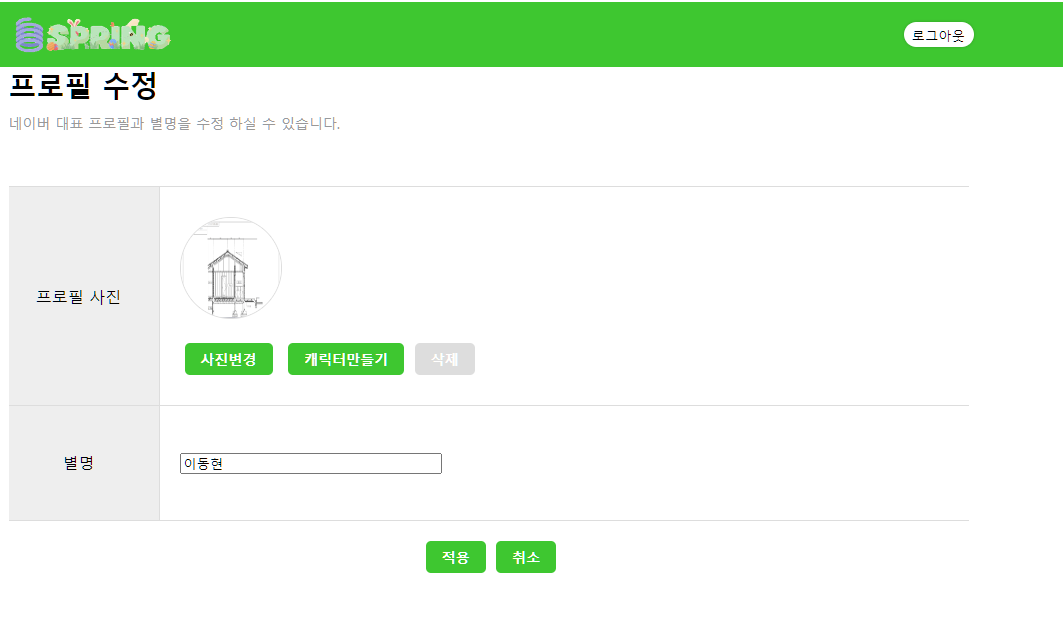 SPRING
로그아웃
프로필 수정
네이버 대표 프로필과 별명을 수정 하실 수 있습니다.
프로필 사진
사진변경 캐릭터만들기 삭제
별명
이동현
적용 취소